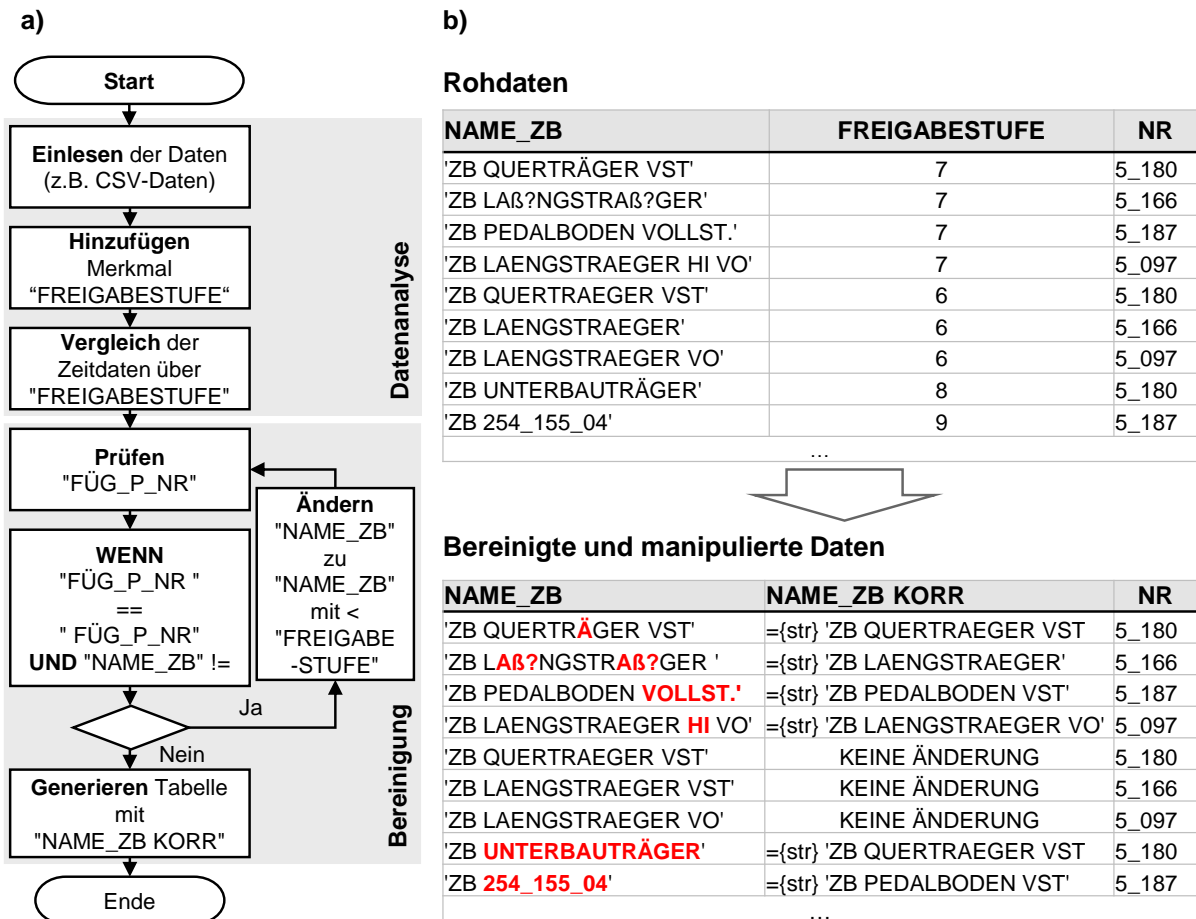 a)
Start
Einlesen der Daten
(z.B. CSV-Daten)
Hinzufügen
Merkmal
“FREIGABESTUFE“
Vergleich der
Zeitdaten über
"FREIGABESTUFE"
Datenanalyse
Prüfen
"FÜG_P_NR"
WENN
"FÜG_P_NR "
==
" FÜG_P_NR"
UND "NAME_ZB" !=
Ändern
"NAME_ZB"
zu
"NAME_ZB"
mit <
"FREIGABE
-STUFE"
Ja
Nein
Generieren Tabelle
mit
"NAME_ZB KORR"
Bereinigung
Ende
b)
Rohdaten
NAME_ZB FREIGABESTUFE NR
'ZB QUERTRÄGER VST' 7 5_180
'ZB LAß?NGSTRAß?GER' 7 5_166
'ZB PEDALBODEN VOLLST.' 7 5_187
'ZB LAENGSTRAEGER HI VO' 7 5_097
'ZB QUERTRAEGER VST' 6 5_180
'ZB LAENGSTRAEGER' 6 5_166
'ZB LAENGSTRAEGER VO' 6 5_097
'ZB UNTERBAUTRÄGER' 8 5_180
'ZB 254_155_04' 9 5_187
...
Bereinigte und manipulierte Daten
NAME_ZB NAME_ZB KORR NR
'ZB QUERTRÄGER VST' ={str} 'ZB QUERTRAEGER VST 5_180
'ZB LAß?NGSTRAß?GER ' ={str} 'ZB LAENGSTRAEGER' 5_166
'ZB PEDALBODEN VOLLST.' ={str} 'ZB PEDALBODEN VST' 5_187
'ZB LAENGSTRAEGER HI VO' ={str} 'ZB LAENGSTRAEGER VO' 5_097
'ZB QUERTRAEGER VST' KEINE ÄNDERUNG 5_180
'ZB LAENGSTRAEGER VST' KEINE ÄNDERUNG 5_166
'ZB LAENGSTRAEGER VO' KEINE ÄNDERUNG 5_097
'ZB UNTERBAUTRÄGER' ={str} 'ZB QUERTRAEGER VST 5_180
'ZB 254_155_04' ={str} 'ZB PEDALBODEN VST' 5_187
...